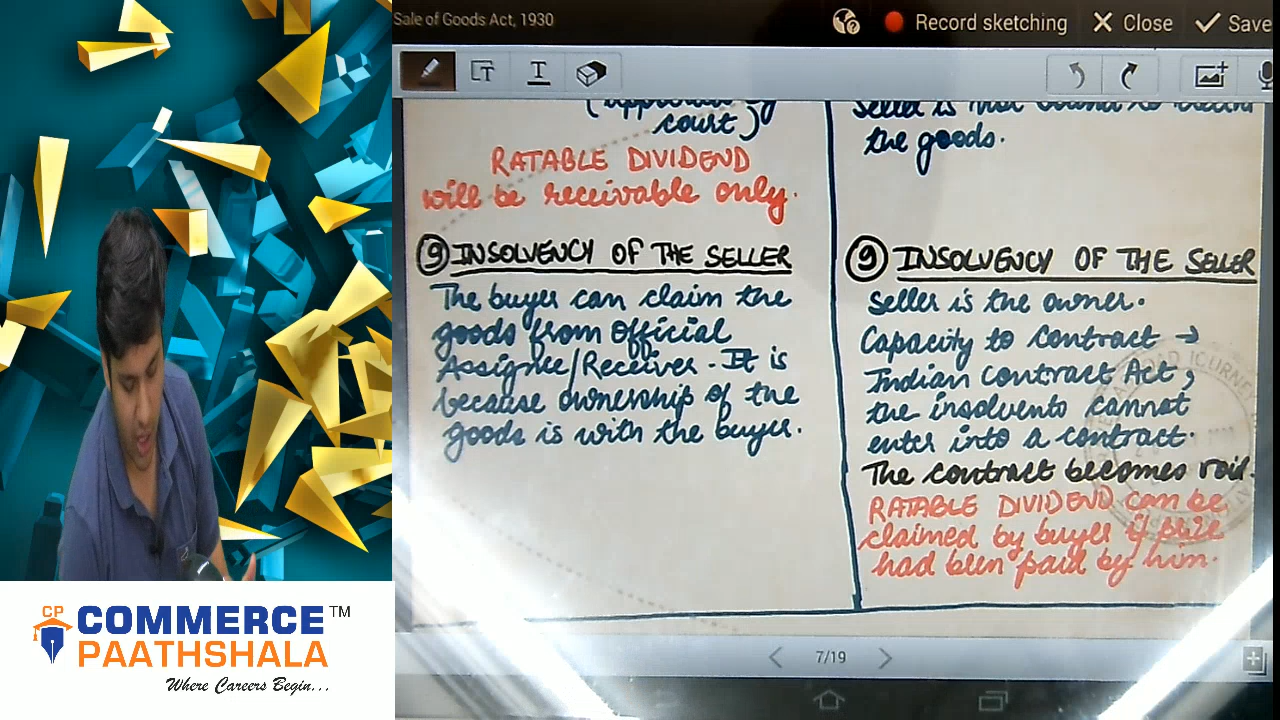 Sale of Goods Act, 1930
Record sketching
Close
Save
court)
RATABLE DIVIDEND
will be receivable only.
⑨ INSOLVENCY OF THE SELLER
The buyer can claim the
goods from official
Assignee/Receiver. It is
because ownership of the
goods is with the buyer.
the goods.
⑨ INSOLVENCY OF THE SELLER
Seller is the owner.
Capacity to contract →
Indian Contract Act,
the insolvents cannot
enter into a contract.
The contract becomes void.
RATABLE DIVIDEND can be
claimed by buyer if price
had been paid by him.
7/19
CP
COMMERCE™
PAATHSHALA
Where Careers Begin...